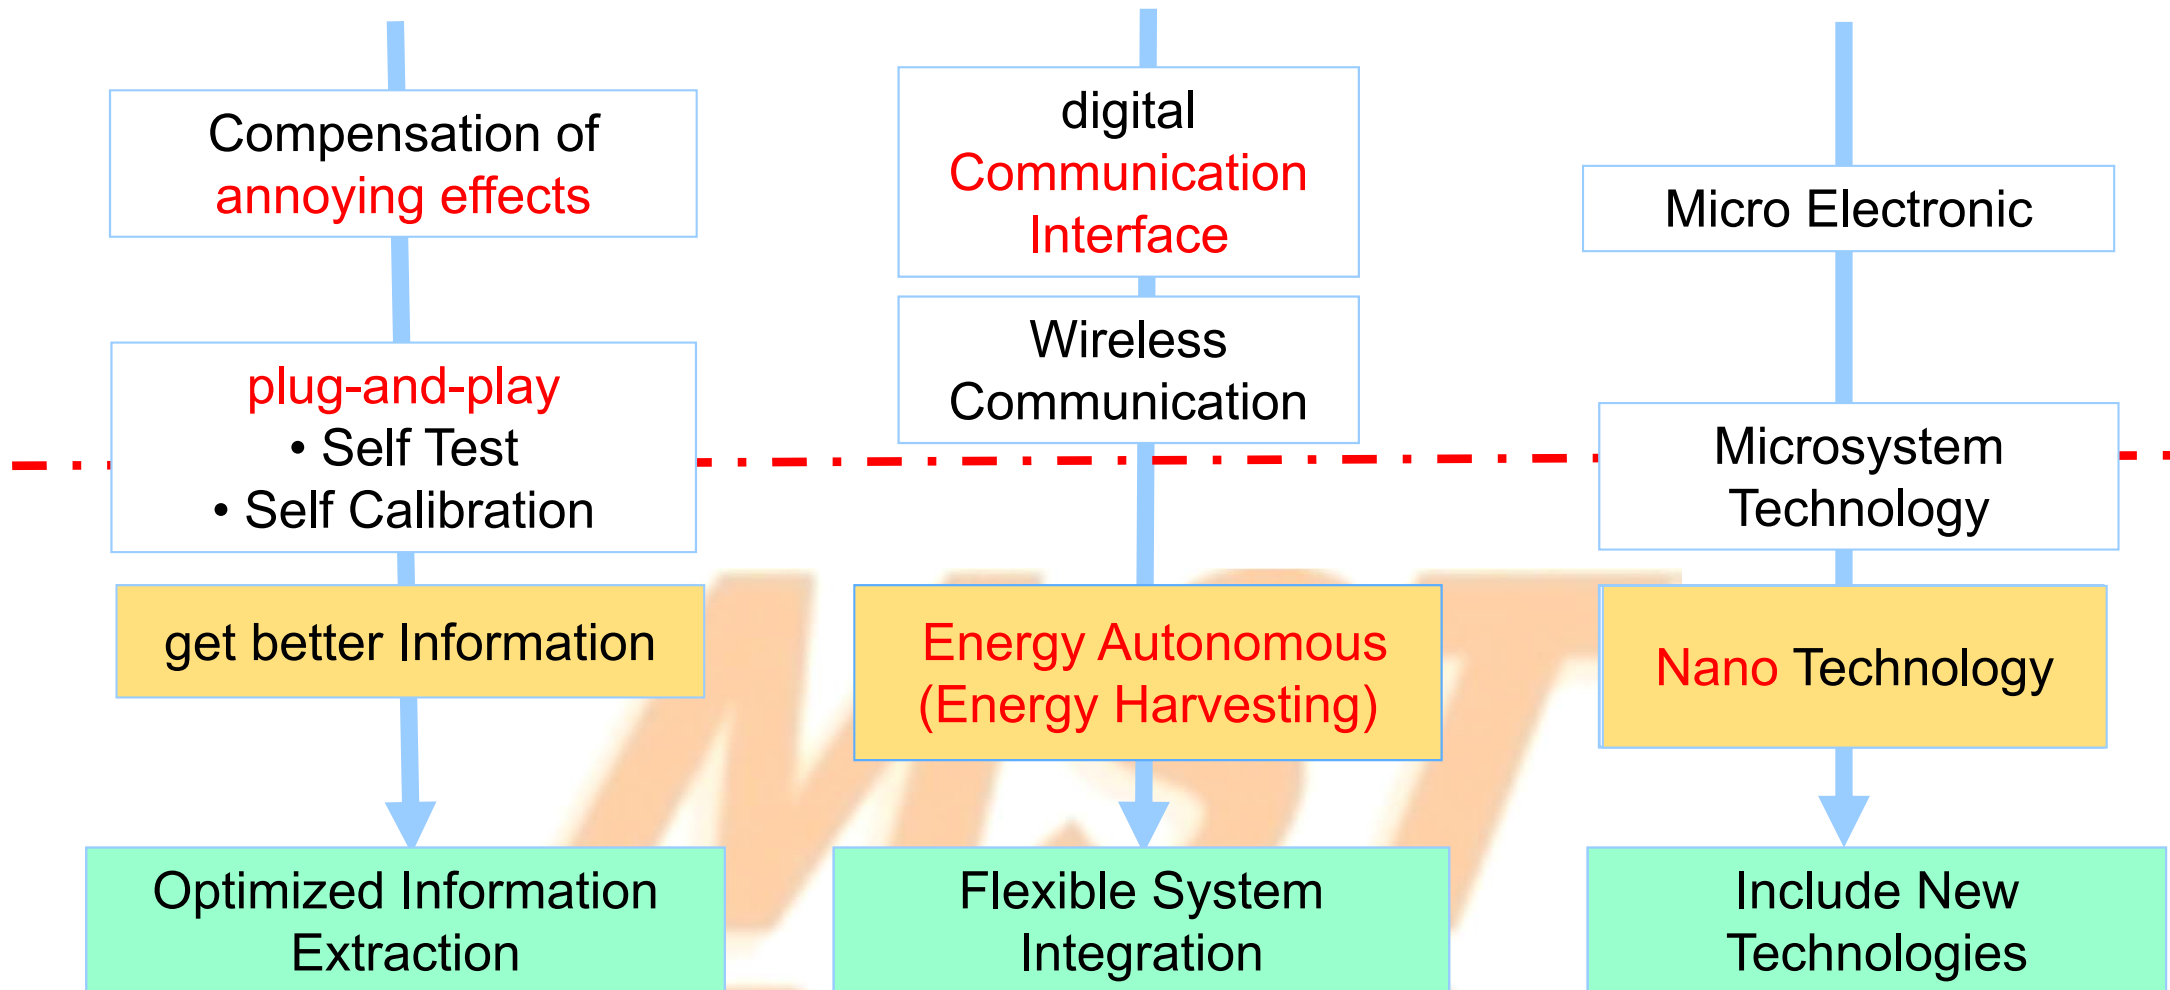 Compensation of
annoying effects
plug-and-play
• Self Test
• Self Calibration
get better Information
Optimized Information
Extraction
digital
Communication
Interface
Wireless
Communication
Energy Autonomous
(Energy Harvesting)
Flexible System
Integration
Micro Electronic
Microsystem
Technology
Nano Technology
Include New
Technologies
MST